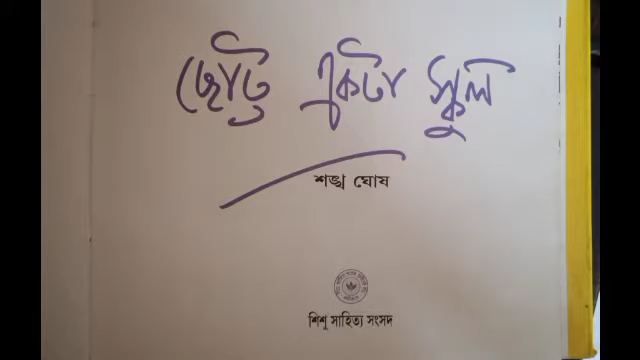 ছোট্ট একটা স্কুল
শঙ্খ ঘোষ
শিশু সাহিত্য সংসদ